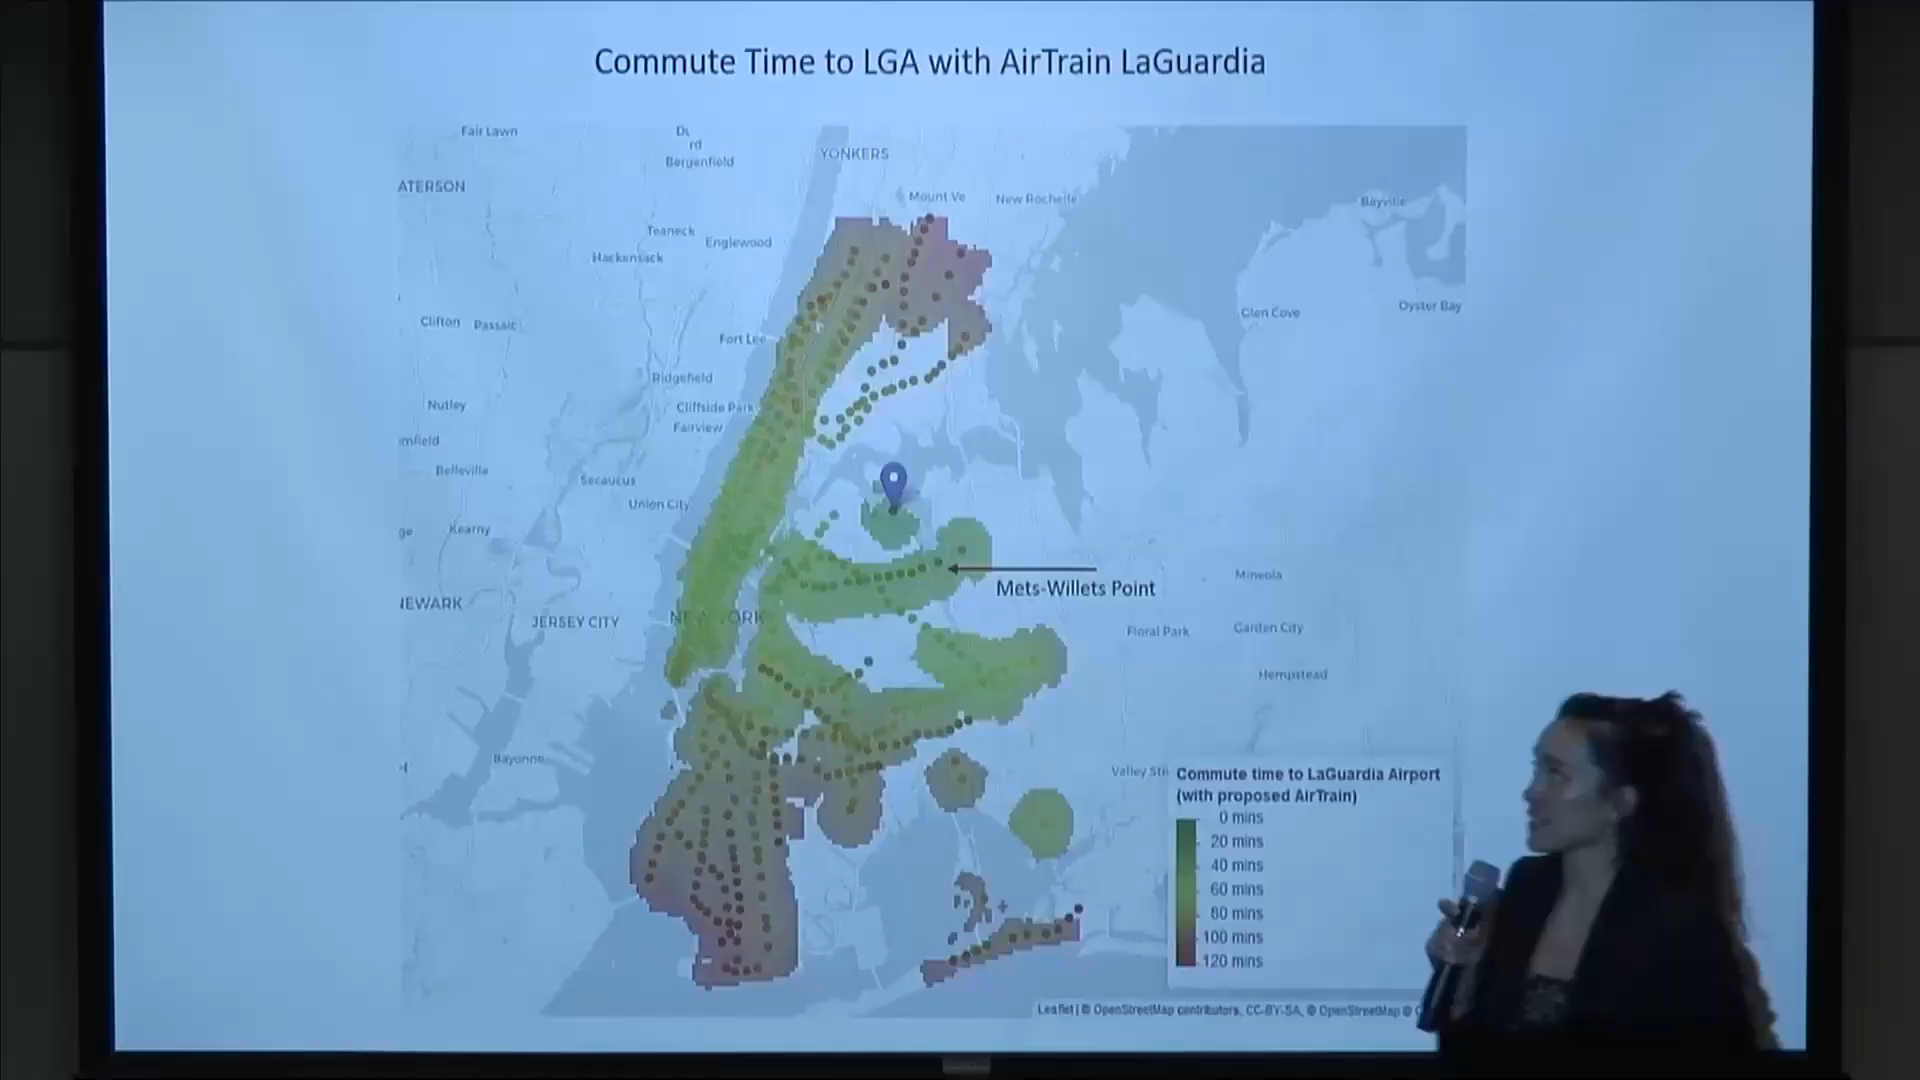 Commute Time to LGA with AirTrain LaGuardia
Fair Lawn
Bergenfield
YONKERS
ATERSON
Mount Ve
New Rochelle
Bayville
Teaneck
Englewood
Hackensack
Glen Cove
Oyster Bay
Clifton
Passaic
Fort Lee
Ridgefield
Nutley
Cliffside Park
Fairview
mfield
Belleville
Secaucus
Union City
ge
Kearny
Mineola
Mets-Willets Point
JERSEY CITY
Floral Park
Garden City
Hempstead
Bayonne
Valley Str
Commute time to LaGuardia Airport
(with proposed AirTrain)
0 mins
20 mins
40 mins
60 mins
80 mins
100 mins
120 mins
Leaflet | © OpenStreetMap contributors, CC-BY-SA, © OpenStreetMap ©